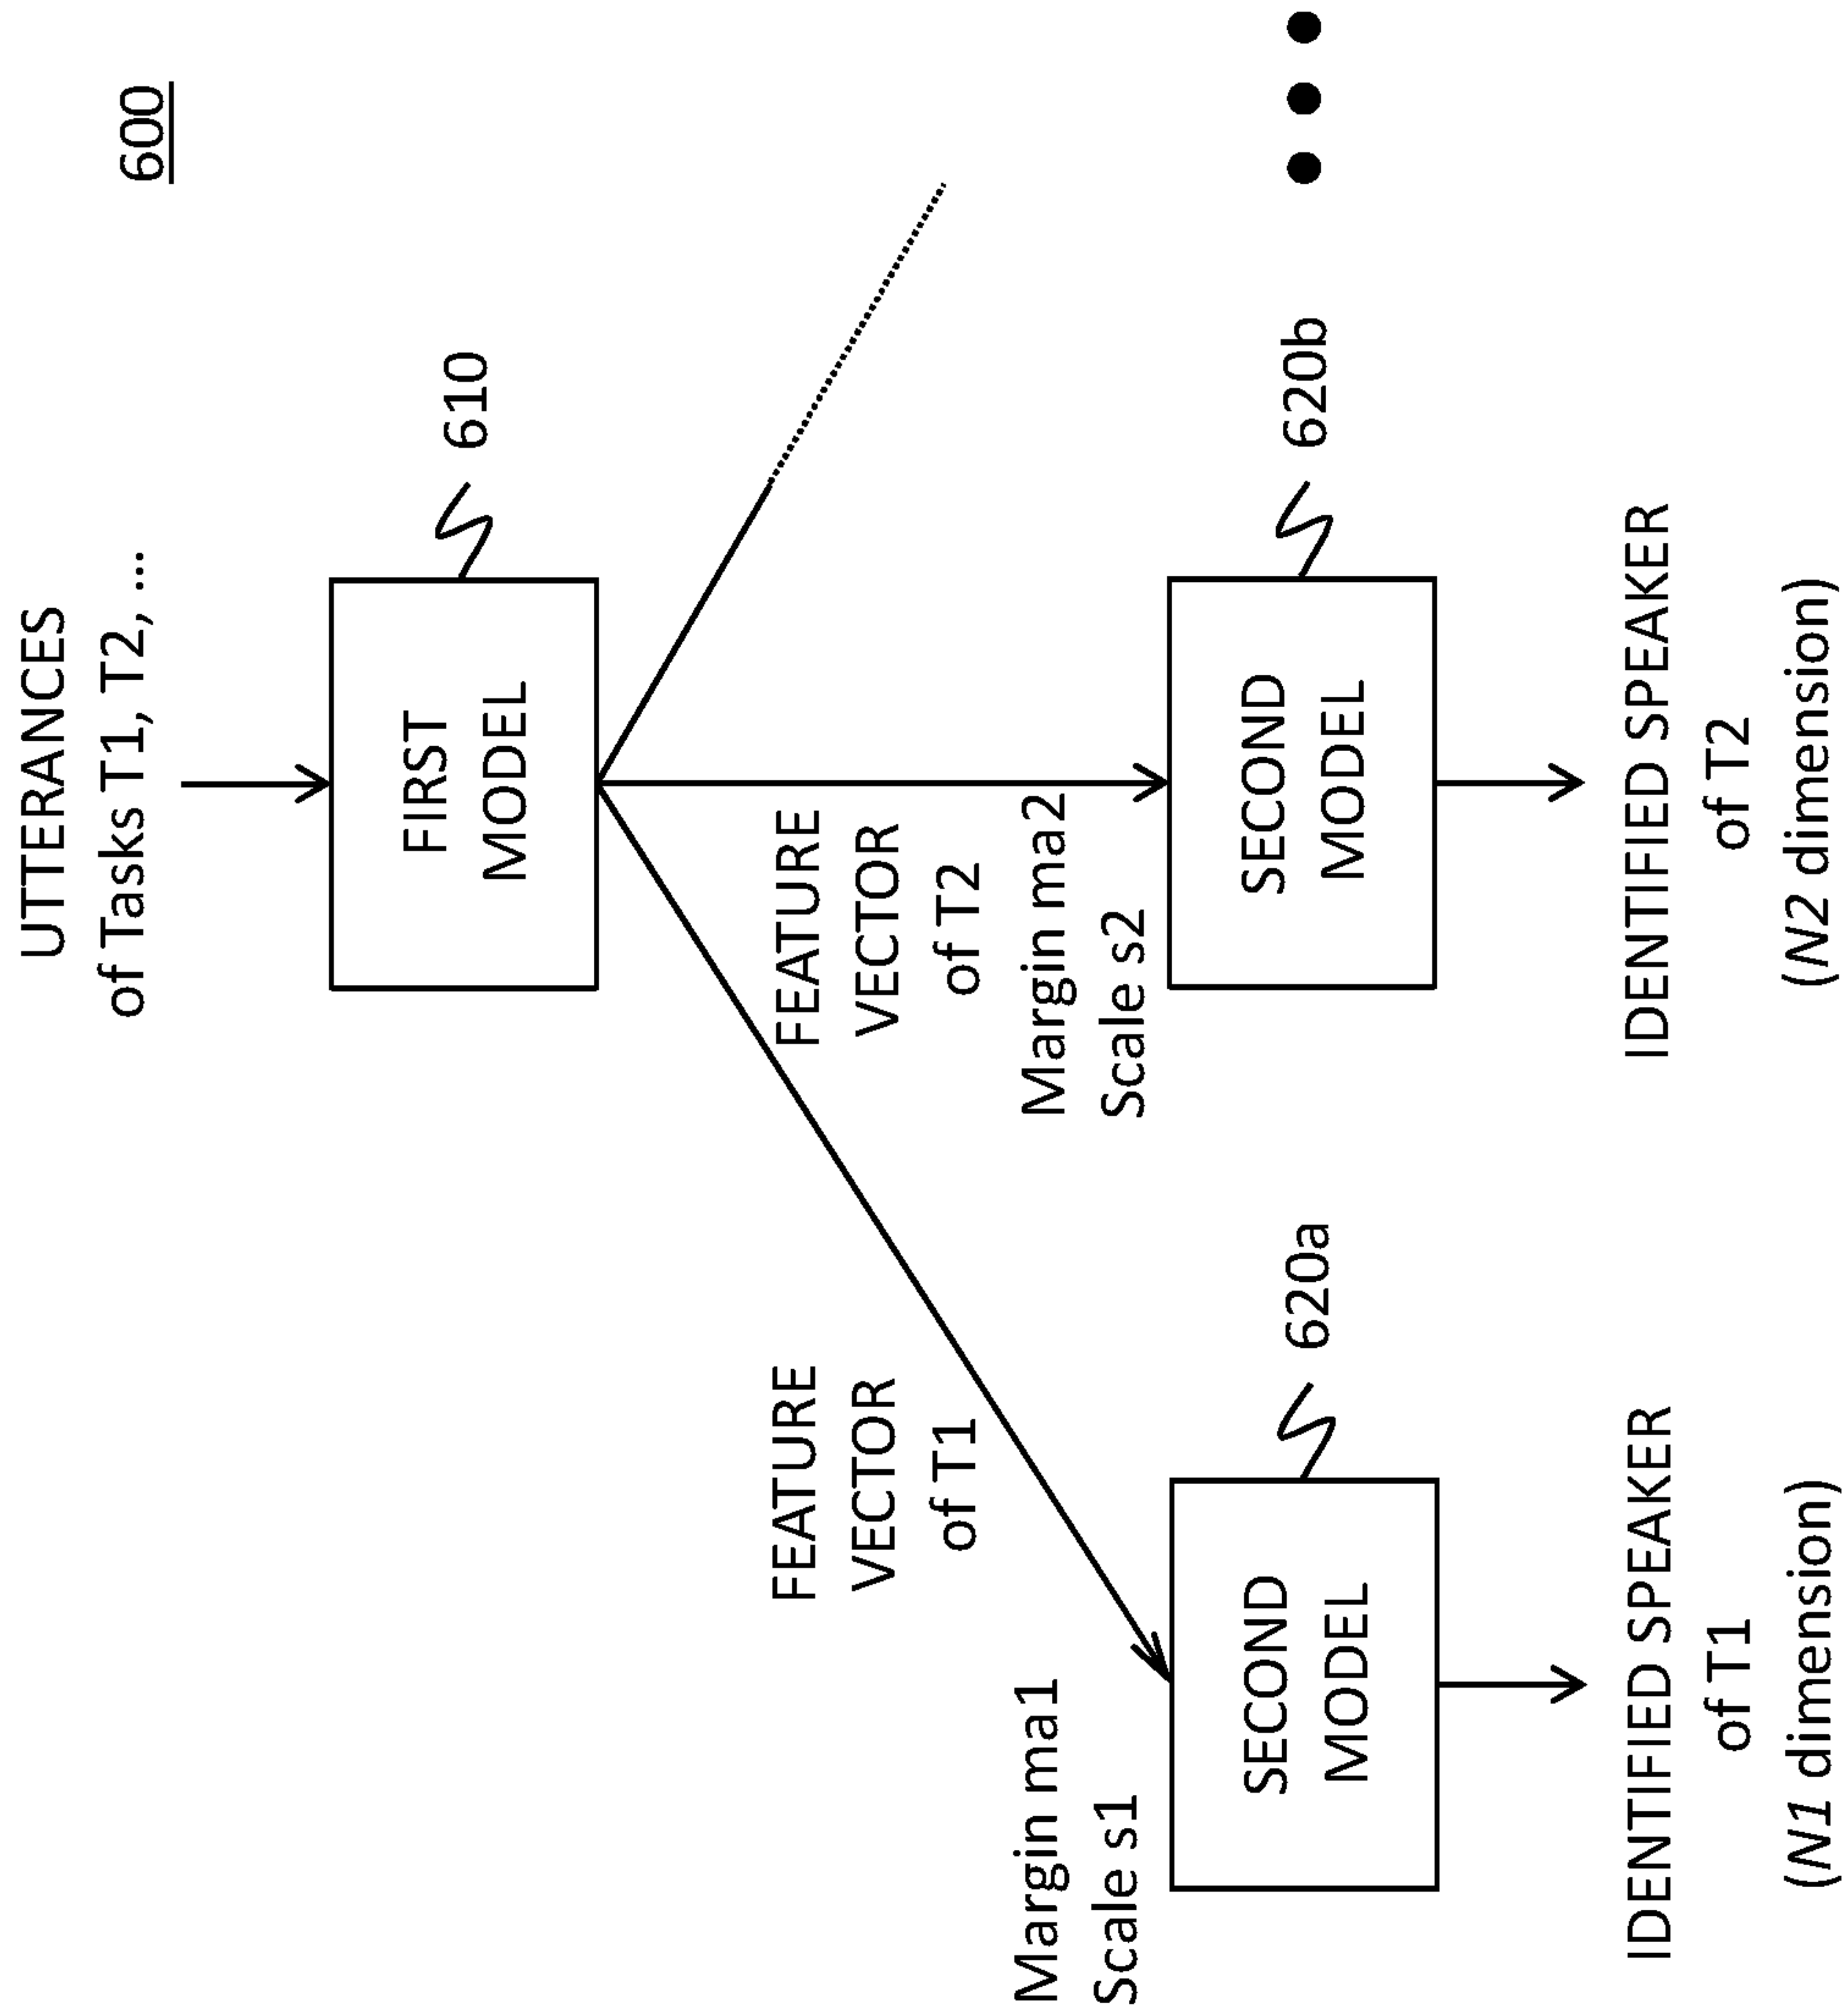 600
UTTERANCES
of Tasks T1, T2, ...
FIRST
MODEL
610
FEATURE
VECTOR
of T1
Margin ma1
Scale s1
FEATURE
VECTOR
of T2
Margin ma2
Scale s2
SECOND
MODEL
620a
SECOND
MODEL
620b
IDENTIFIED SPEAKER
of T1
(N1 dimension)
IDENTIFIED SPEAKER
of T2
(N2 dimension)